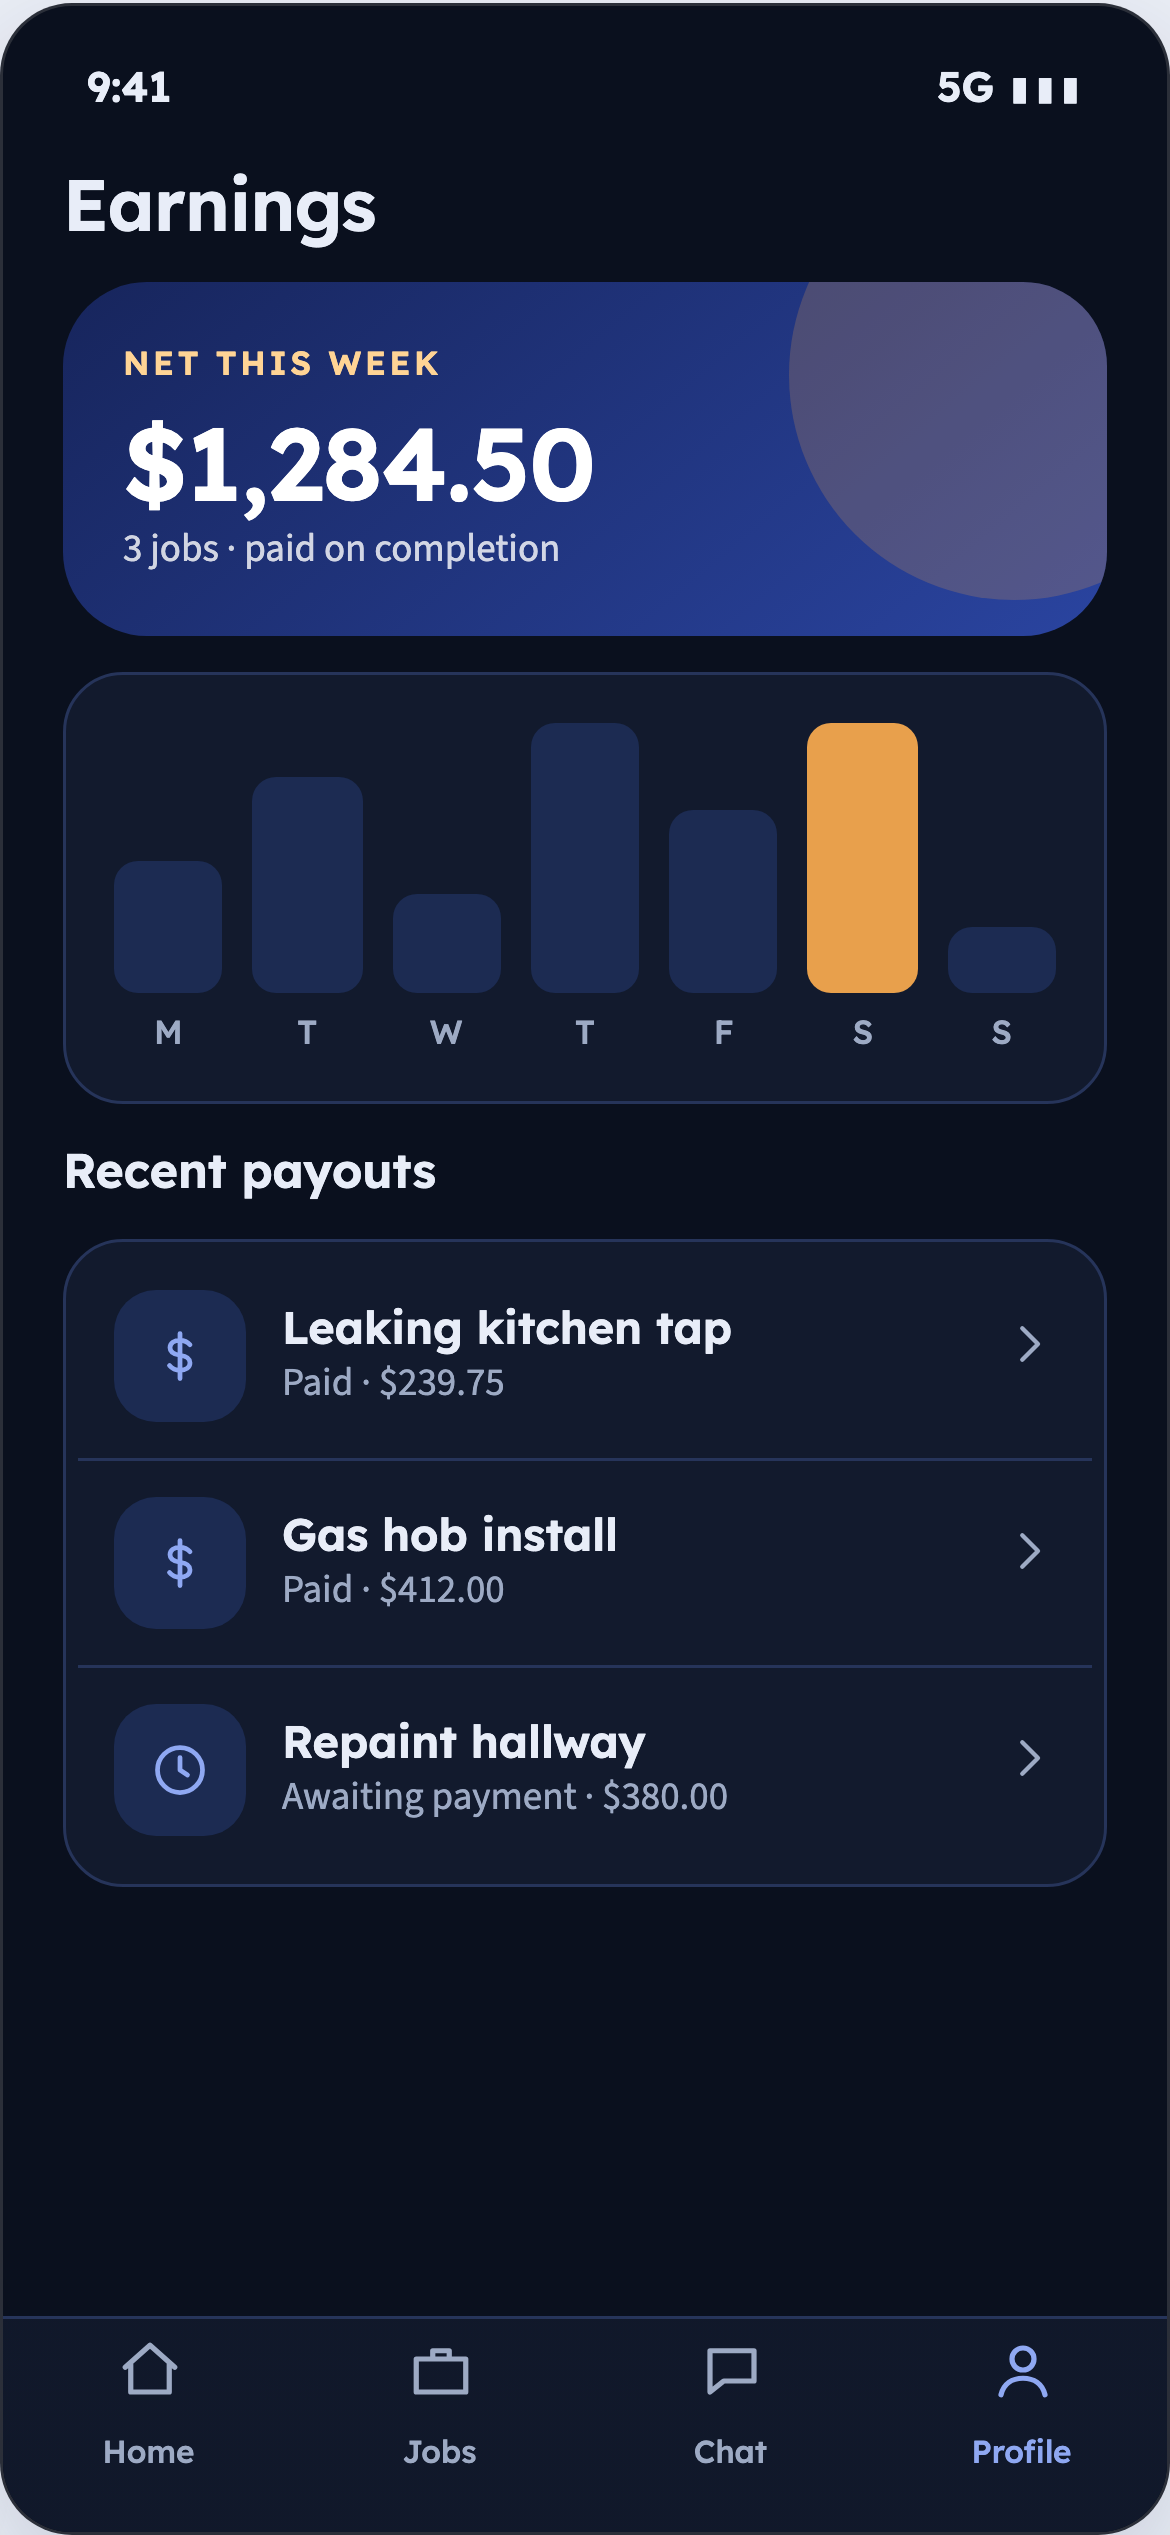 9:41 5G
Earnings
NET THIS WEEK
$1,284.50
3 jobs · paid on completion
M T W T F S S
Recent payouts
$ Leaking kitchen tap
Paid · $239.75
$ Gas hob install
Paid · $412.00
Repaint hallway
Awaiting payment · $380.00
Home Jobs Chat Profile